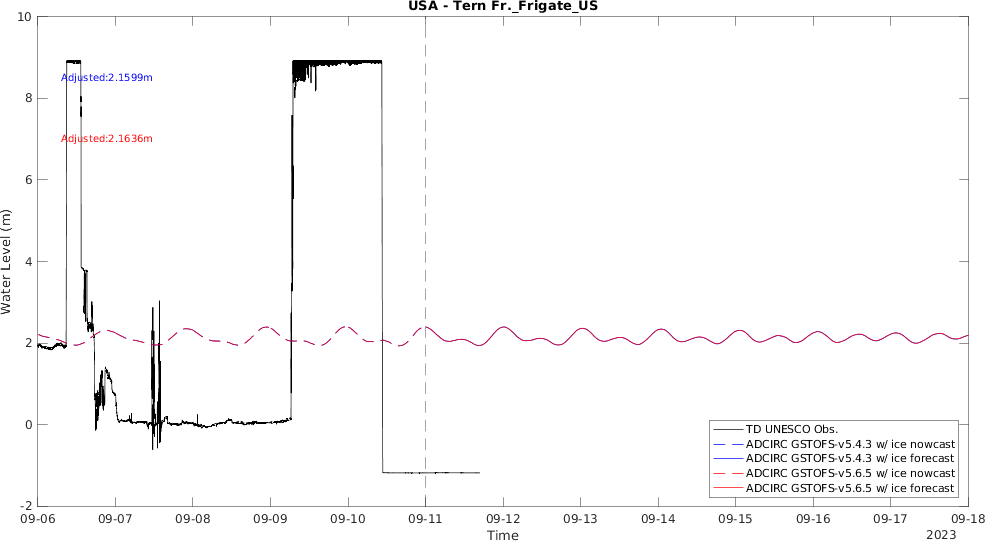 USA - Tern Fr._Frigate_US
10
8
6
4
2
0
-2
Water Level (m)
Adjusted:2.1599m
Adjusted:2.1636m
TD UNESCO Obs.
ADCIRC GSTOFS-v5.4.3 w/ ice nowcast
ADCIRC GSTOFS-v5.4.3 w/ ice forecast
ADCIRC GSTOFS-v5.6.5 w/ ice nowcast
ADCIRC GSTOFS-v5.6.5 w/ ice forecast
09-06 09-07 09-08 09-09 09-10 09-11 09-12 09-13 09-14 09-15 09-16 09-17 09-18
Time
2023